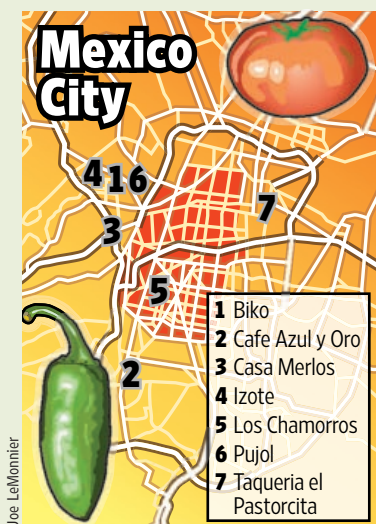 Mexico
City
4 1 6
7
3
5
2
1 Biko
2 Cafe Azul y Oro
3 Casa Merlos
4 Izote
5 Los Chamorros
6 Pujol
7 Taqueria el
Pastorcita
Joe LeMonnier